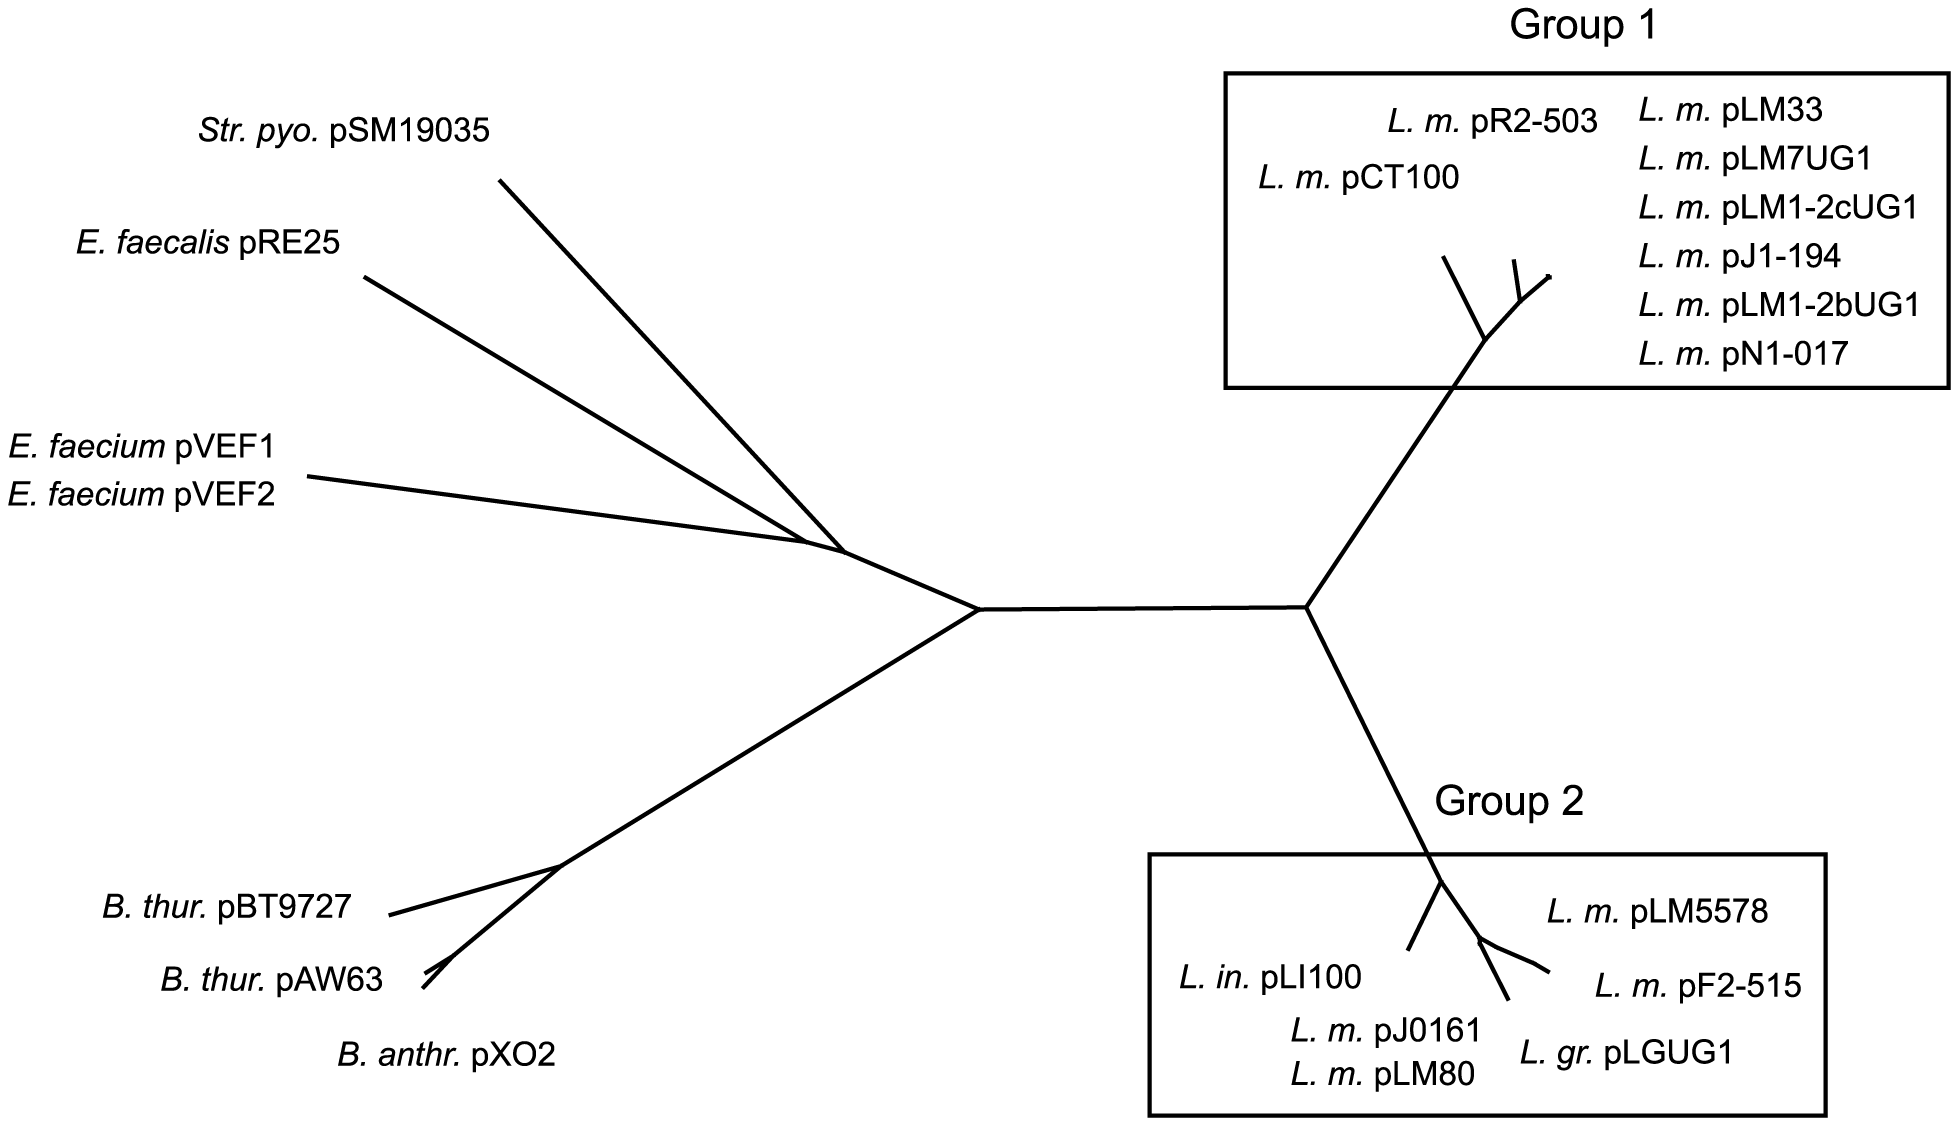 Group 1
Str. pyo. pSM19035
E. faecalis pRE25
E. faecium pVEF1
E. faecium pVEF2
B. thur. pBT9727
B. thur. pAW63
B. anthr. pXO2
L. m. pR2-503
L. m. pCT100
L. m. pLM33
L. m. pLM7UG1
L. m. pLM1-2cUG1
L. m. pJ1-194
L. m. pLM1-2bUG1
L. m. pN1-017
Group 2
L. m. pLM5578
L. in. pLI100
L. m. pF2-515
L. m. pJ0161
L. gr. pLGUG1
L. m. pLM80